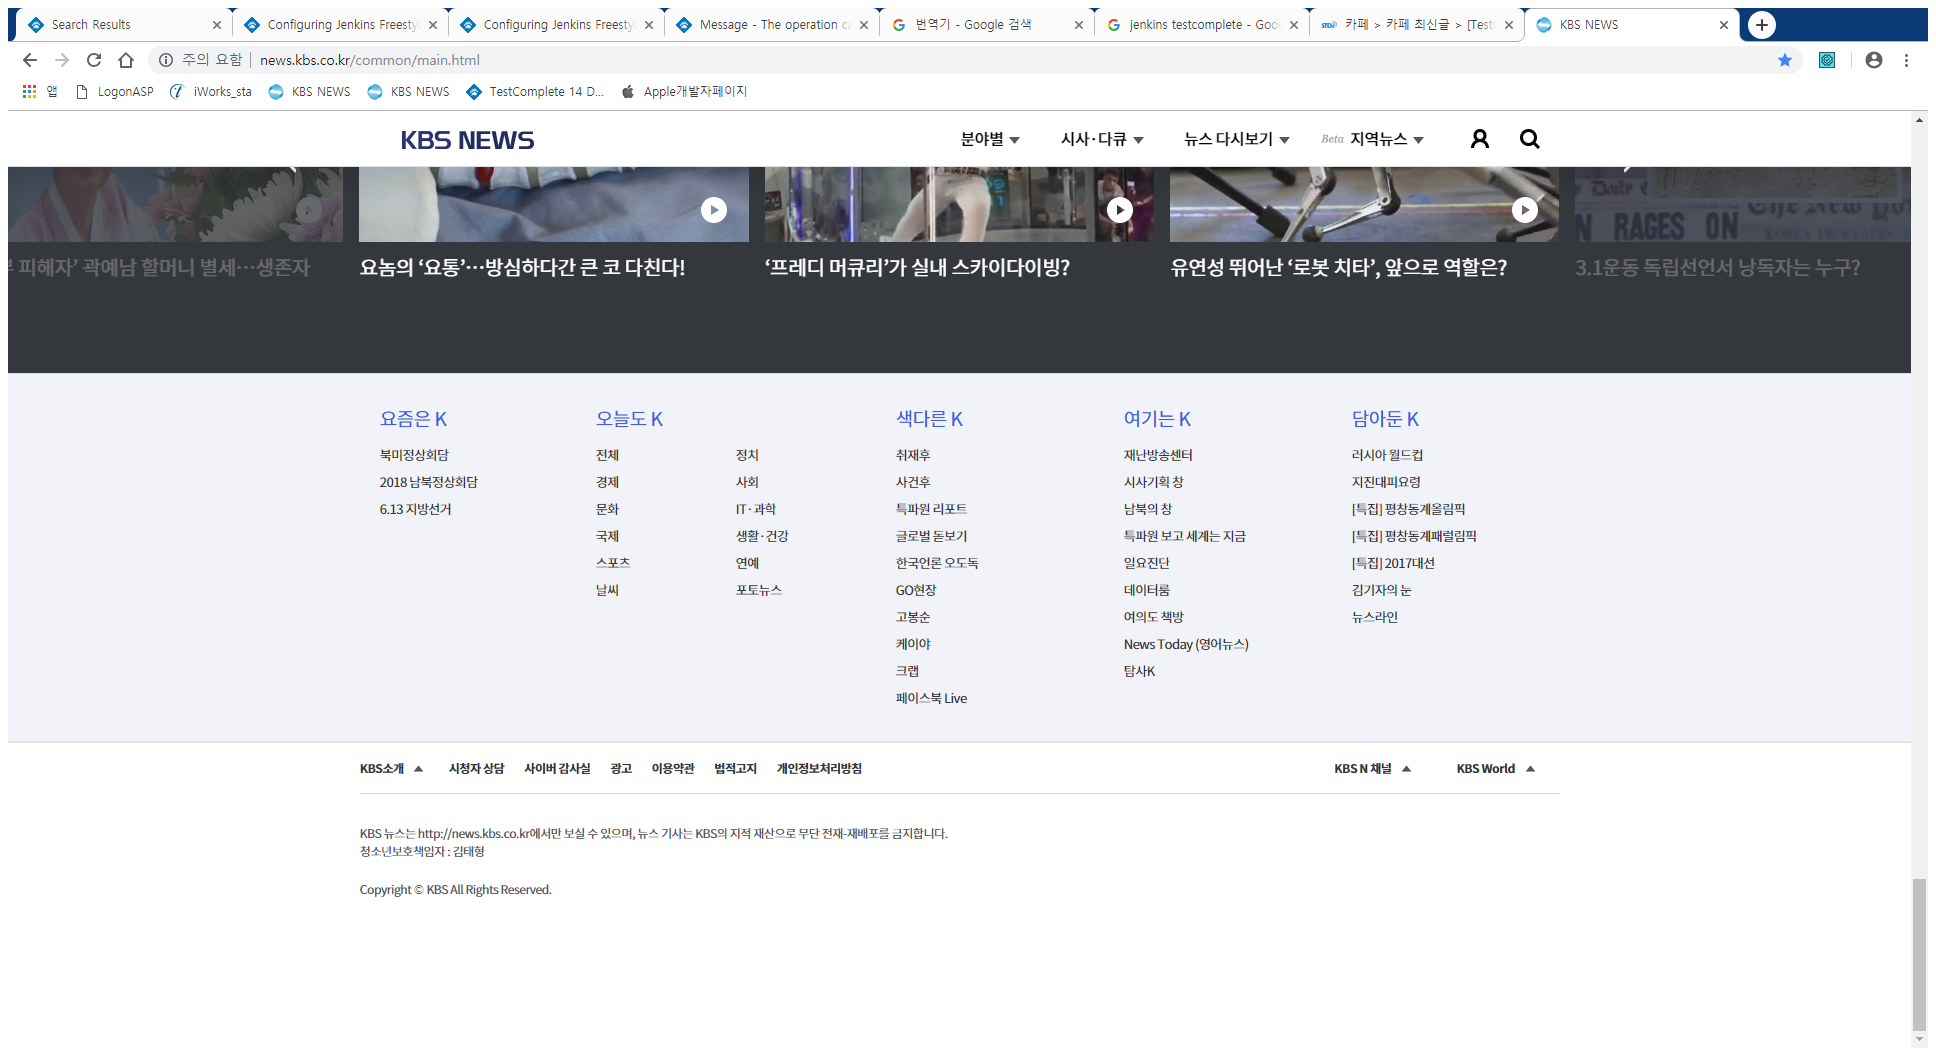 Search Results
Configuring Jenkins Freesty
Configuring Jenkins Freesty
Message - The operation ca
번역기 - Google 검색
jenkins testcomplete - Goo
카페 > 카페 최신글 > [Test
KBS NEWS
주의 요함 | news.kbs.co.kr/common/main.html
앱 LogonASP iWorks_sta KBS NEWS KBS NEWS TestComplete 14 D... Apple개발자페이지
KBS NEWS 분야별 시사·다큐 뉴스 다시보기 Beta 지역뉴스
RAGES ON
피해자’ 곽예남 할머니 별세…생존자
요놈의 ‘요통’…방심하다간 큰 코 다친다!
‘프레디 머큐리’가 실내 스카이다이빙?
유연성 뛰어난 ‘로봇 치타’, 앞으로 역할은?
3.1운동 독립선언서 낭독자는 누구?
요즘은 K
북미정상회담
2018 남북정상회담
6.13 지방선거
오늘도 K
전체 정치
경제 사회
문화 IT·과학
국제 생활·건강
스포츠 연예
날씨 포토뉴스
색다른 K
취재후
사건후
특파원 리포트
글로벌 돋보기
한국언론 오도독
GO현장
고봉순
케이야
크랩
페이스북 Live
여기는 K
재난방송센터
시사기획 창
남북의 창
특파원 보고 세계는 지금
일요진단
데이터룸
여의도 책방
News Today (영어뉴스)
탐사K
담아둔 K
러시아 월드컵
지진대피요령
[특집] 평창동계올림픽
[특집] 평창동계패럴림픽
[특집] 2017대선
김기자의 눈
뉴스라인
KBS소개 시청자 상담 사이버 감사실 광고 이용약관 법적고지 개인정보처리방침 KBS N 채널 KBS World
KBS 뉴스는 http://news.kbs.co.kr에서만 보실 수 있으며, 뉴스 기사는 KBS의 지적 재산으로 무단 전재-재배포를 금지합니다.
청소년보호책임자 : 김태형
Copyright © KBS All Rights Reserved.